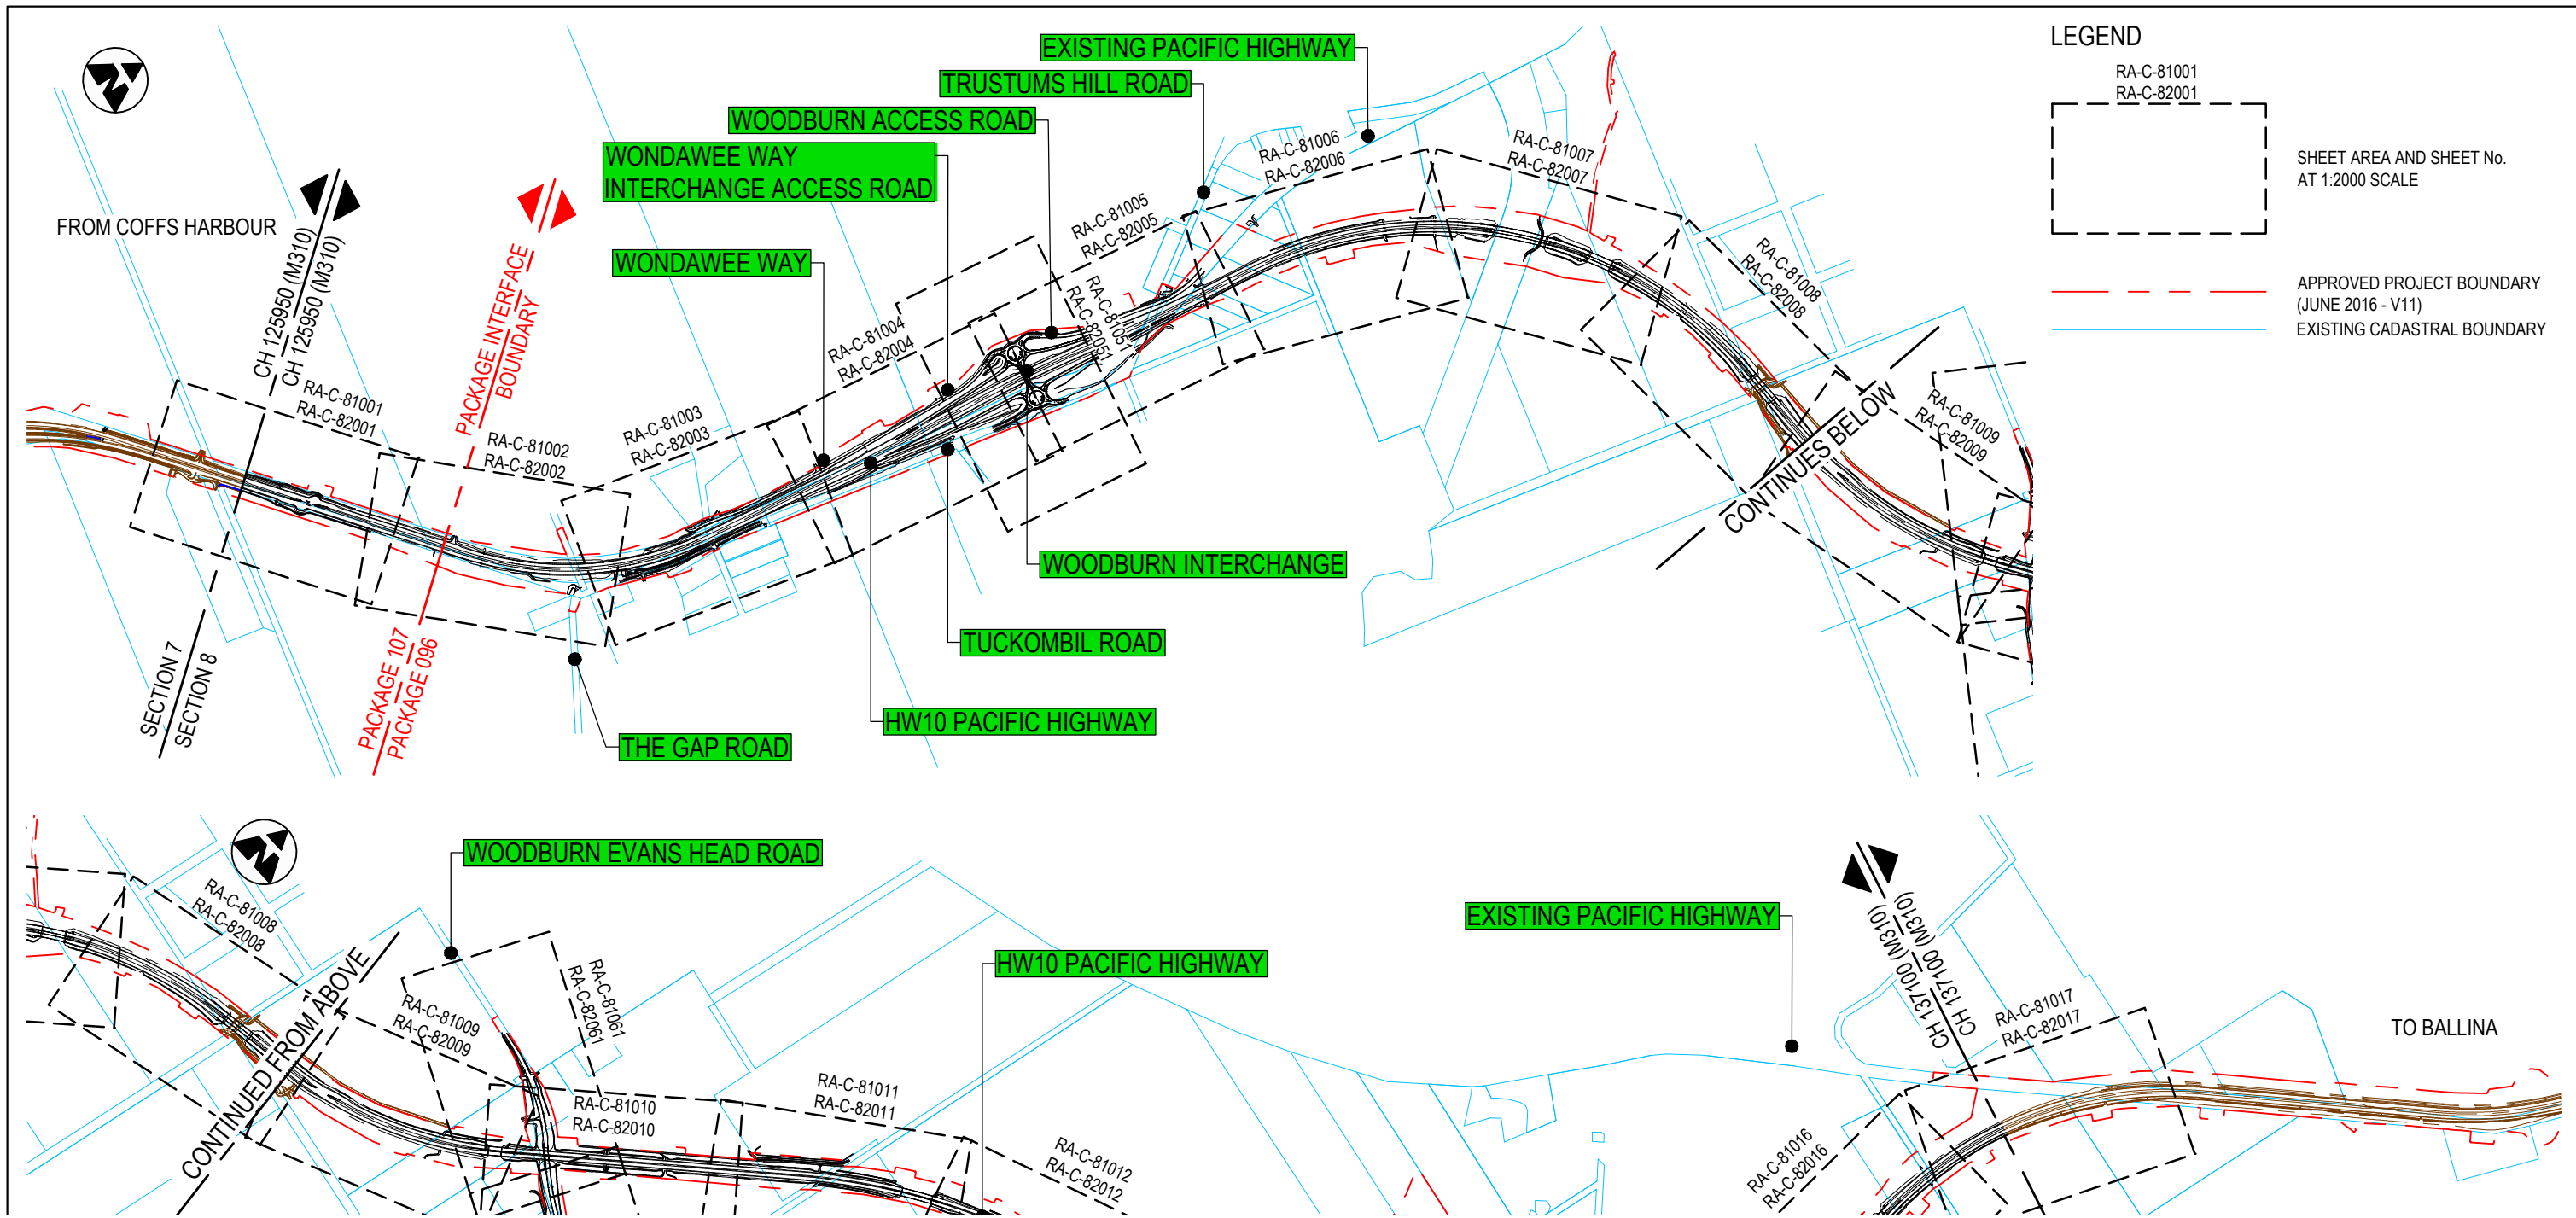 LEGEND
RA-C-81001
RA-C-82001
SHEET AREA AND SHEET No.
AT 1:2000 SCALE
APPROVED PROJECT BOUNDARY
(JUNE 2016 - V11)
EXISTING CADASTRAL BOUNDARY
EXISTING PACIFIC HIGHWAY
TRUSTUMS HILL ROAD
WOODBURN ACCESS ROAD
WONDAWEE WAY
INTERCHANGE ACCESS ROAD
WONDAWEE WAY
FROM COFFS HARBOUR
CH 125950 (M310)
CH 125950 (M310)
PACKAGE INTERFACE
BOUNDARY
RA-C-81001
RA-C-82001
RA-C-81002
RA-C-82002
RA-C-81003
RA-C-82003
RA-C-81004
RA-C-82004
RA-C-81005
RA-C-82005
RA-C-81051
RA-C-82051
RA-C-81006
RA-C-82006
RA-C-81007
RA-C-82007
RA-C-81008
RA-C-82008
RA-C-81009
RA-C-82009
CONTINUES BELOW
WOODBURN INTERCHANGE
TUCKOMBIL ROAD
HW10 PACIFIC HIGHWAY
THE GAP ROAD
SECTION 7
SECTION 8
PACKAGE 107
PACKAGE 096
WOODBURN EVANS HEAD ROAD
RA-C-81008
RA-C-82008
CONTINUED FROM ABOVE
RA-C-81009
RA-C-82009
RA-C-81061
RA-C-82061
RA-C-81010
RA-C-82010
RA-C-81011
RA-C-82011
HW10 PACIFIC HIGHWAY
RA-C-81012
RA-C-82012
EXISTING PACIFIC HIGHWAY
CH 137100 (M310)
CH 137100 (M310)
RA-C-81016
RA-C-82016
RA-C-81017
RA-C-82017
TO BALLINA